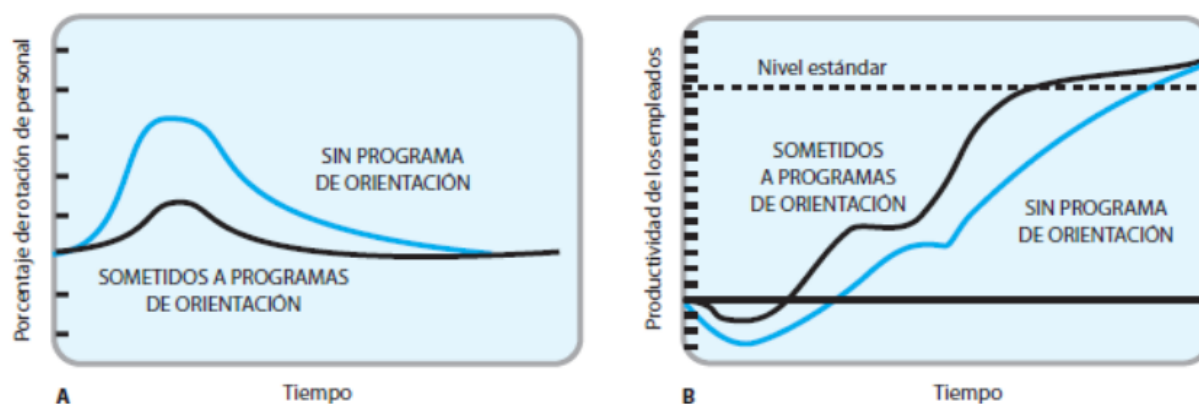 Porcentaje de rotación de personal
SIN PROGRAMA
DE ORIENTACIÓN
SOMETIDOS A PROGRAMAS
DE ORIENTACIÓN
A
Tiempo
Productividad de los empleados
Nivel estándar
SOMETIDOS
A PROGRAMAS
DE ORIENTACIÓN
SIN PROGRAMA
DE ORIENTACIÓN
B
Tiempo